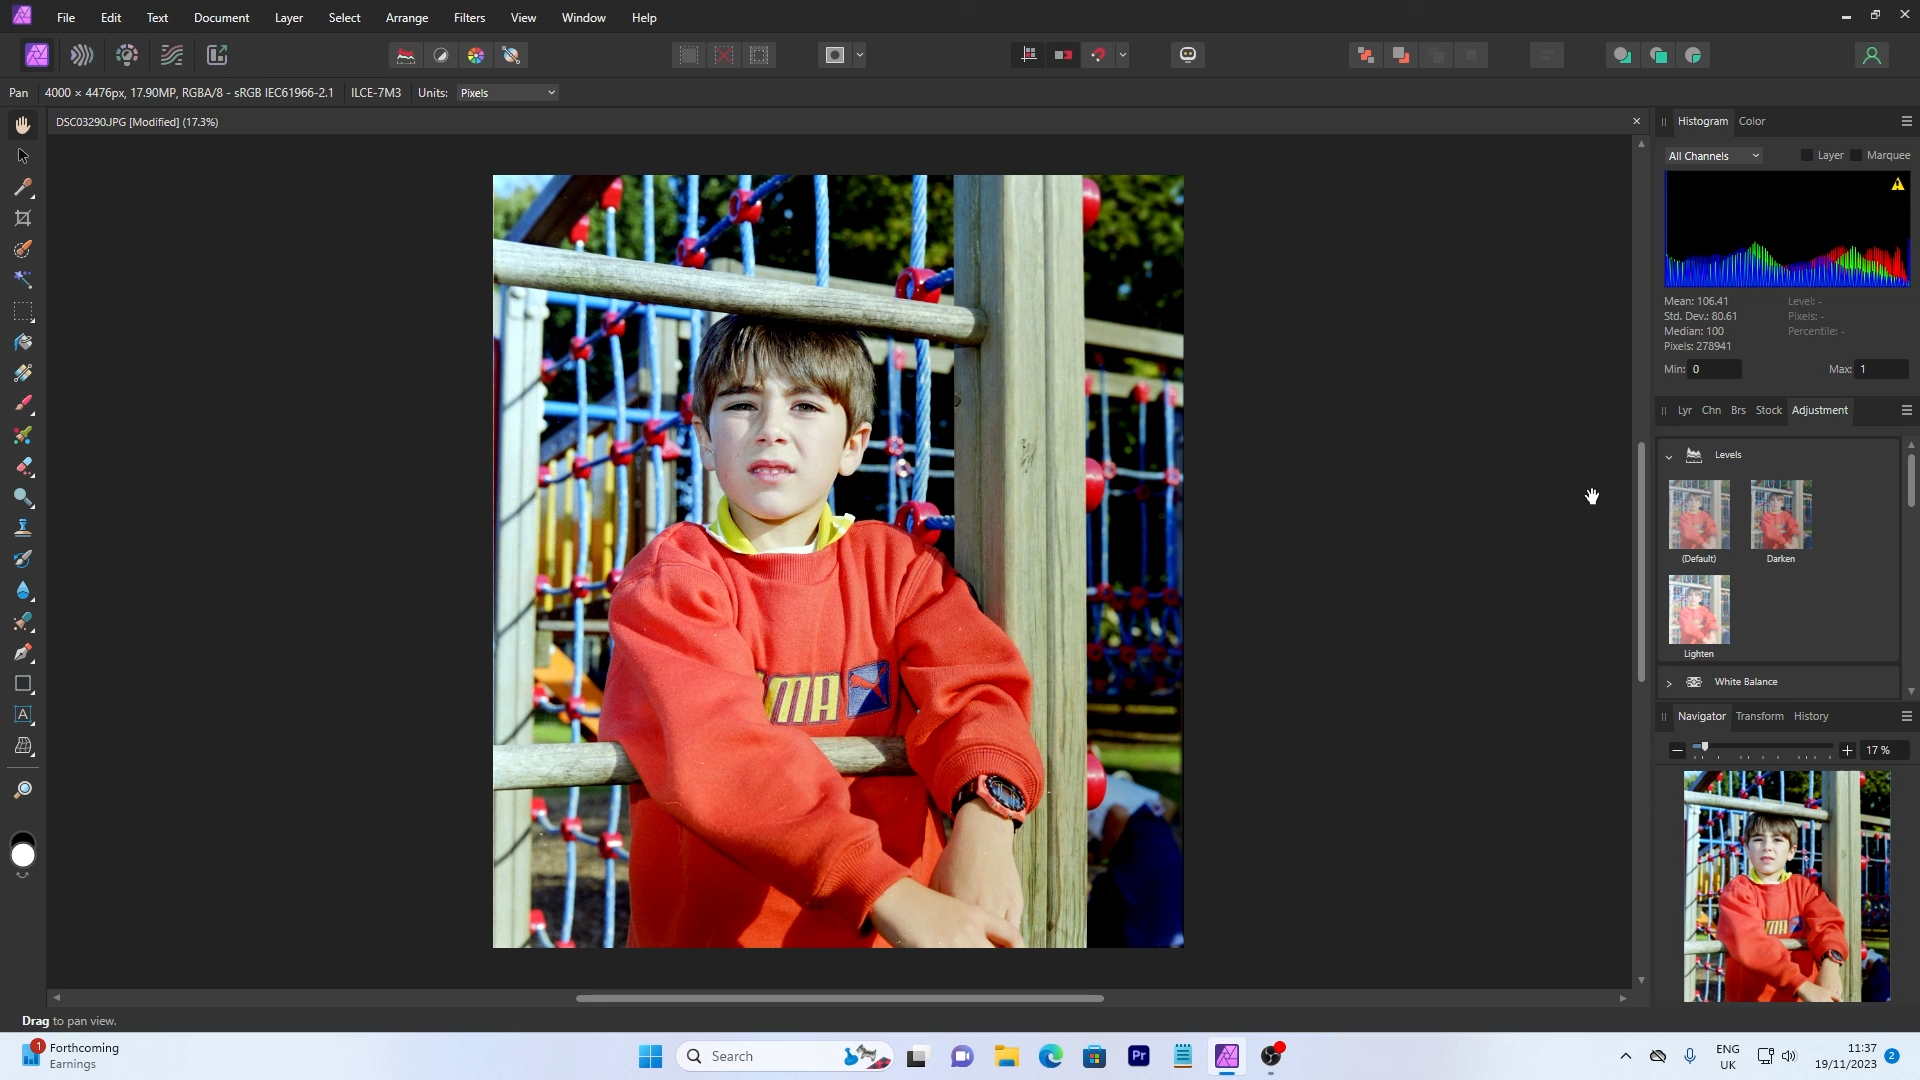 File Edit Text Document Layer Select Arrange Filters View Window Help
Pan 4000 × 4476px, 17.90MP, RGBA/8 - sRGB IEC61966-2.1 ILCE-7M3 Units: Pixels
DSC03290.JPG [Modified] (17.3%)
Histogram Color
All Channels Layer Marquee
Mean: 106.41 Level: -
Std. Dev.: 80.61 Pixels: -
Median: 100 Percentile: -
Pixels: 278941
Min: 0 Max: 1
Lyr Chn Brs Stock Adjustment
Levels
(Default) Darken
Lighten
White Balance
Navigator Transform History
17 %
MA
Drag to pan view.
1 Forthcoming
Earnings
Search
Pr
ENG
UK
11:37
19/11/2023
2